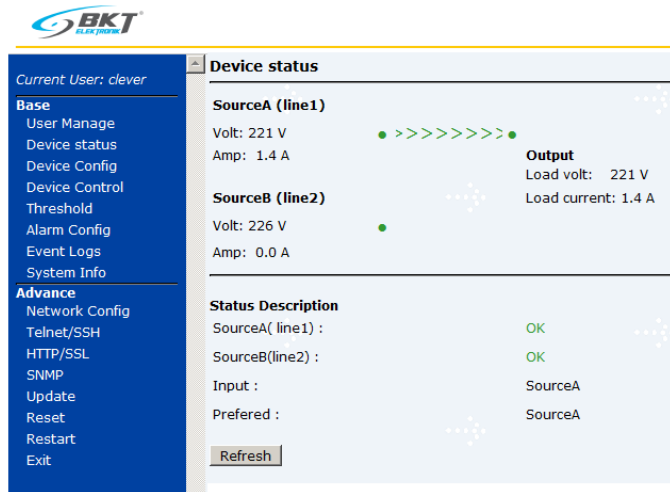 BKT
ELEKTRONIK
Current User: clever
Base
User Manage
Device status
Device Config
Device Control
Threshold
Alarm Config
Event Logs
System Info
Advance
Network Config
Telnet/SSH
HTTP/SSL
SNMP
Update
Reset
Restart
Exit
Device status
SourceA (line1)
Volt: 221 V
>>>>>>>>
Amp: 1.4 A
Output
Load volt: 221 V
SourceB (line2)
Load current: 1.4 A
Volt: 226 V
Amp: 0.0 A
Status Description
SourceA( line1) : OK
SourceB(line2) : OK
Input : SourceA
Prefered : SourceA
Refresh